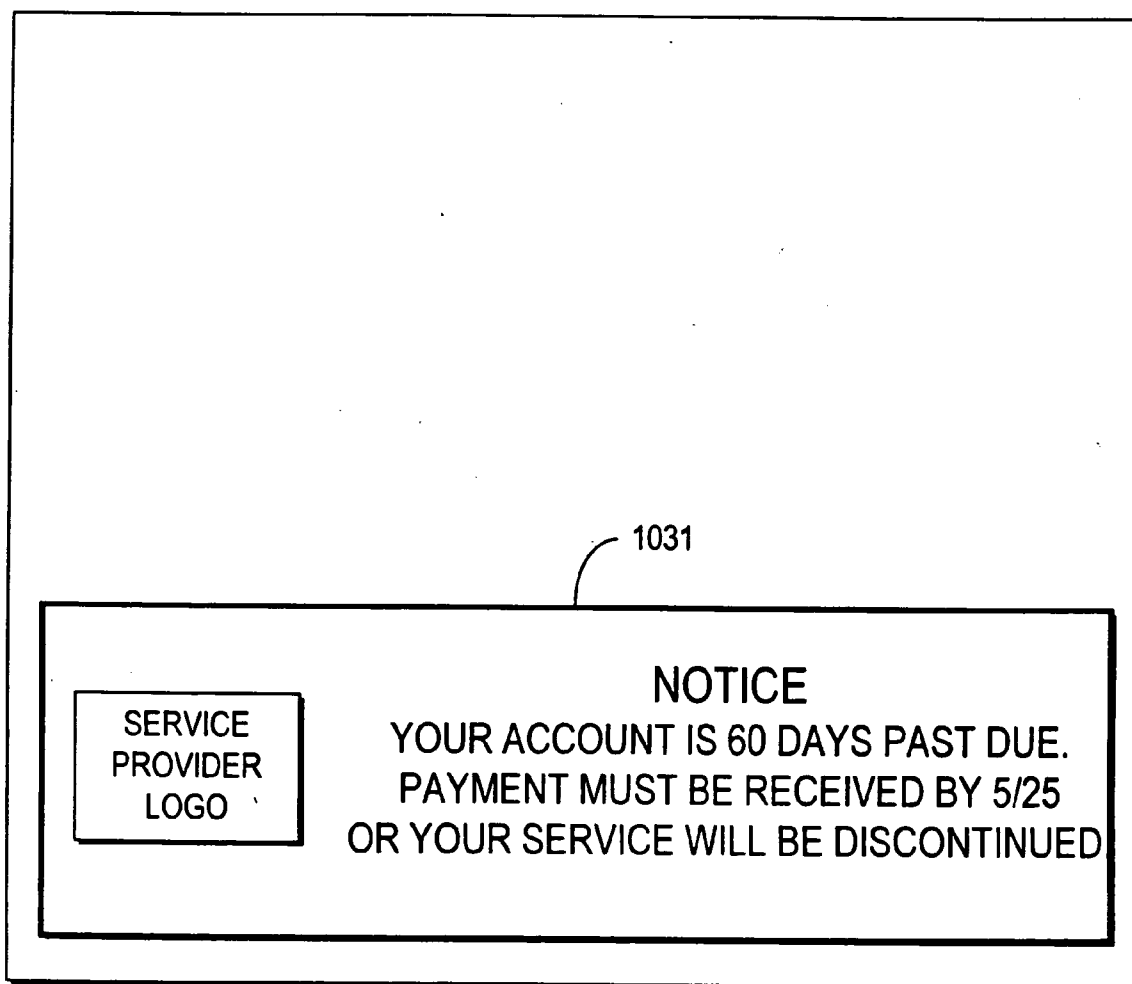 1031
NOTICE
YOUR ACCOUNT IS 60 DAYS PAST DUE.
PAYMENT MUST BE RECEIVED BY 5/25
OR YOUR SERVICE WILL BE DISCONTINUED
SERVICE
PROVIDER
LOGO